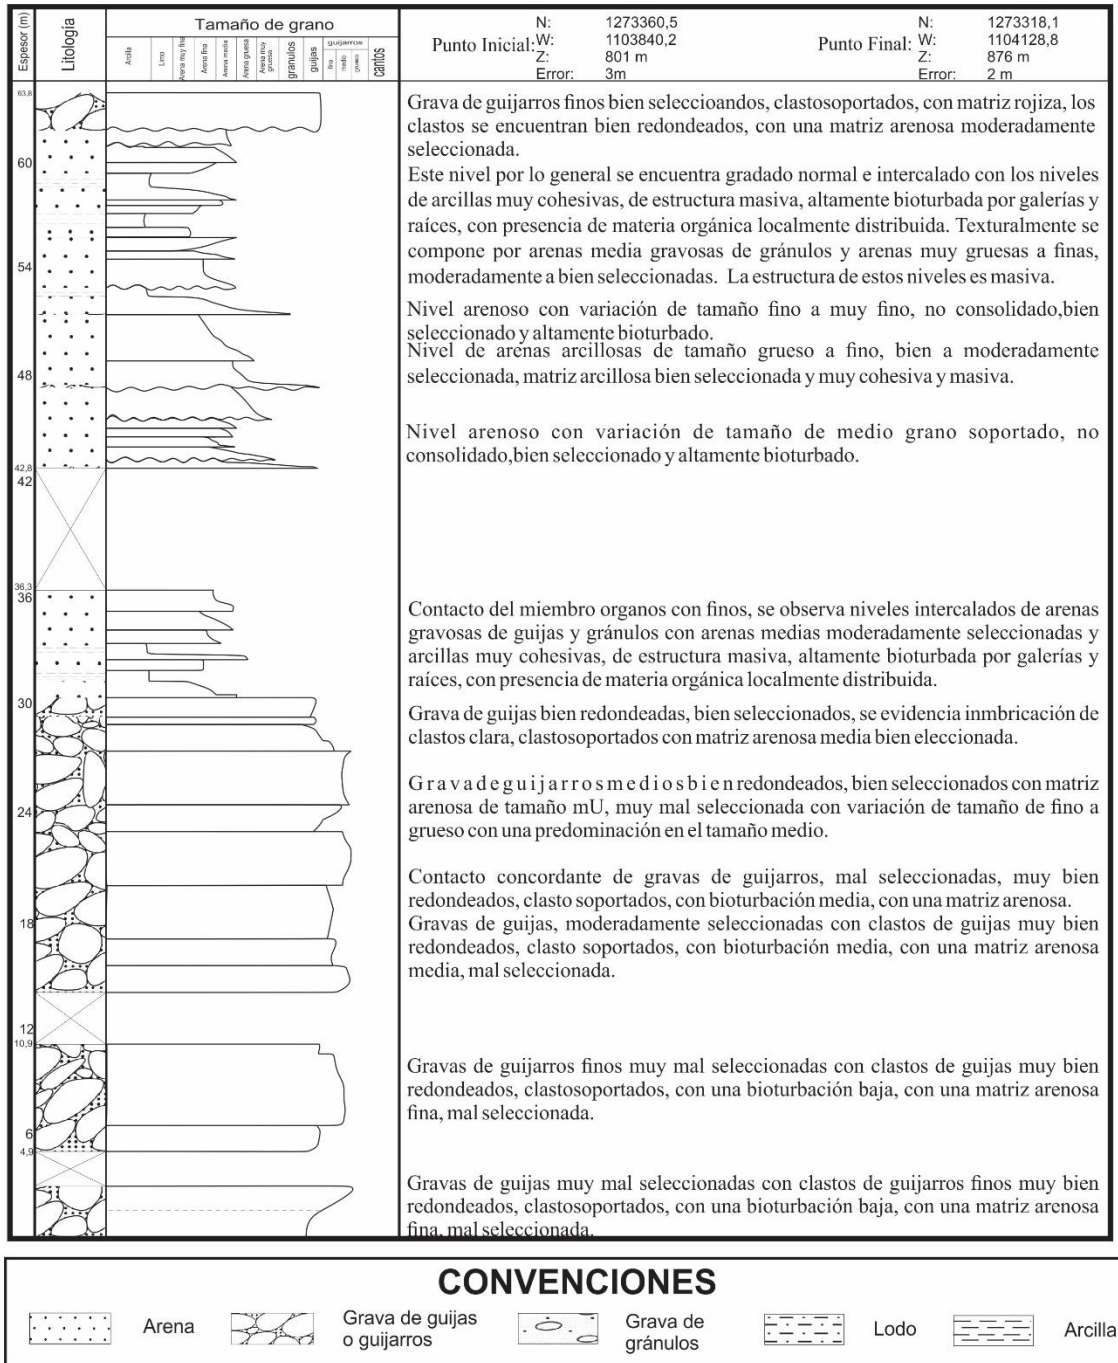 Espesor (m)
Litología
Tamaño de grano
Arcilla
Limo
Arena muy fina
Arena fina
Arena media
Arena gruesa
Arena muy gruesa
granulos
guijas
guijarros
fino
medio
grueso
cantos
Punto Inicial:
N: 1273360,5
W: 1103840,2
Z: 801 m
Error: 3m
Punto Final:
N: 1273318,1
W: 1104128,8
Z: 876 m
Error: 2 m
63,8
60
54
48
42,8
42
36,3
36
30
24
18
12
10,9
6
4,9
Grava de guijarros finos bien seleccioandos, clastosoportados, con matriz rojiza, los
clastos se encuentran bien redondeados, con una matriz arenosa moderadamente
seleccionada.
Este nivel por lo general se encuentra gradado normal e intercalado con los niveles
de arcillas muy cohesivas, de estructura masiva, altamente bioturbada por galerías y
raíces, con presencia de materia orgánica localmente distribuida. Texturalmente se
compone por arenas media gravosas de gránulos y arenas muy gruesas a finas,
moderadamente a bien seleccionadas. La estructura de estos niveles es masiva.
Nivel arenoso con variación de tamaño fino a muy fino, no consolidado,bien
seleccionado y altamente bioturbado.
Nivel de arenas arcillosas de tamaño grueso a fino, bien a moderadamente
seleccionada, matriz arcillosa bien seleccionada y muy cohesiva y masiva.
Nivel arenoso con variación de tamaño de medio grano soportado, no
consolidado,bien seleccionado y altamente bioturbado.
Contacto del miembro organos con finos, se observa niveles intercalados de arenas
gravosas de guijas y gránulos con arenas medias moderadamente seleccionadas y
arcillas muy cohesivas, de estructura masiva, altamente bioturbada por galerías y
raíces, con presencia de materia orgánica localmente distribuida.
Grava de guijas bien redondeadas, bien seleccionados, se evidencia inmbricación de
clastos clara, clastosoportados con matriz arenosa media bien eleccionada.
G r a v a d e g u i j a r r o s m e d i o s b i e n redondeados, bien seleccionados con matriz
arenosa de tamaño mU, muy mal seleccionada con variación de tamaño de fino a
grueso con una predominación en el tamaño medio.
Contacto concordante de gravas de guijarros, mal seleccionadas, muy bien
redondeados, clasto soportados, con bioturbación media, con una matriz arenosa.
Gravas de guijas, moderadamente seleccionadas con clastos de guijas muy bien
redondeados, clasto soportados, con bioturbación media, con una matriz arenosa
media, mal seleccionada.
Gravas de guijarros finos muy mal seleccionadas con clastos de guijas muy bien
redondeados, clastosoportados, con una bioturbación baja, con una matriz arenosa
fina, mal seleccionada.
Gravas de guijas muy mal seleccionadas con clastos de guijarros finos muy bien
redondeados, clastosoportados, con una bioturbación baja, con una matriz arenosa
fina, mal seleccionada.
CONVENCIONES
Arena
Grava de guijas
o guijarros
Grava de
gránulos
Lodo
Arcilla